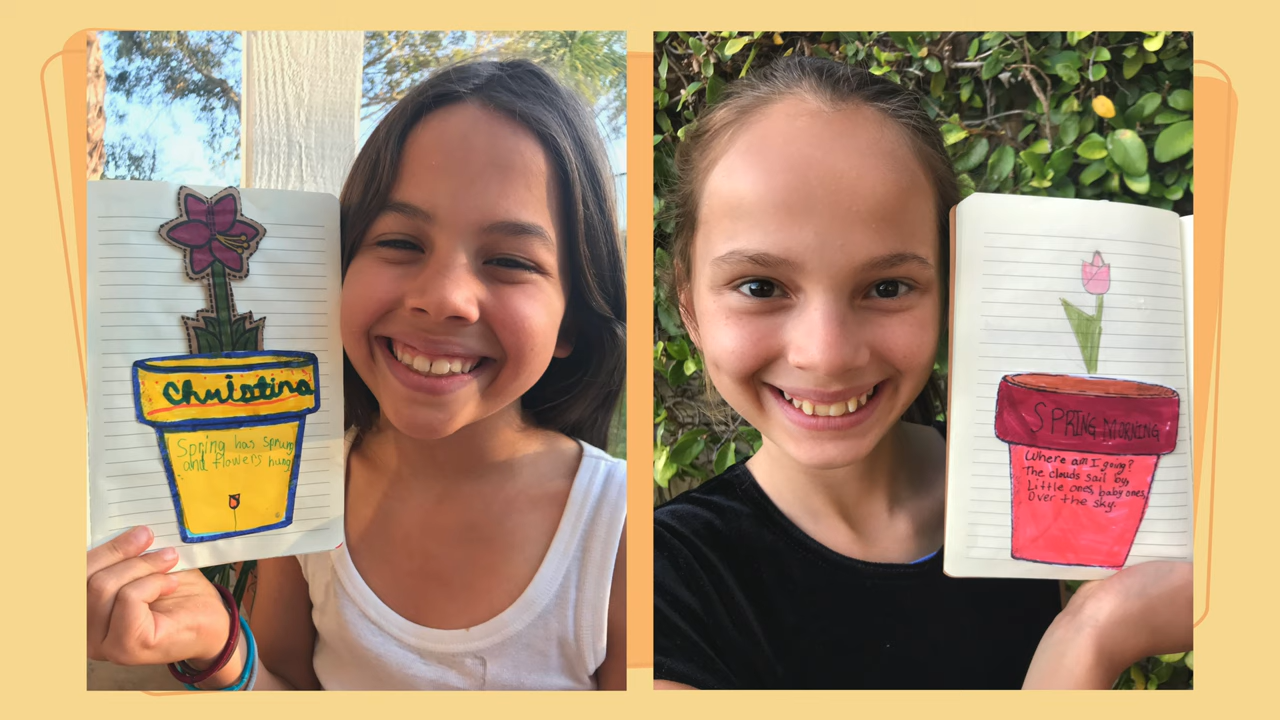 Christina
Spring has sprung
and flowers hung
SPRING MORNING
Where am I going?
The clouds sail by,
Little ones, baby ones,
Over the sky.